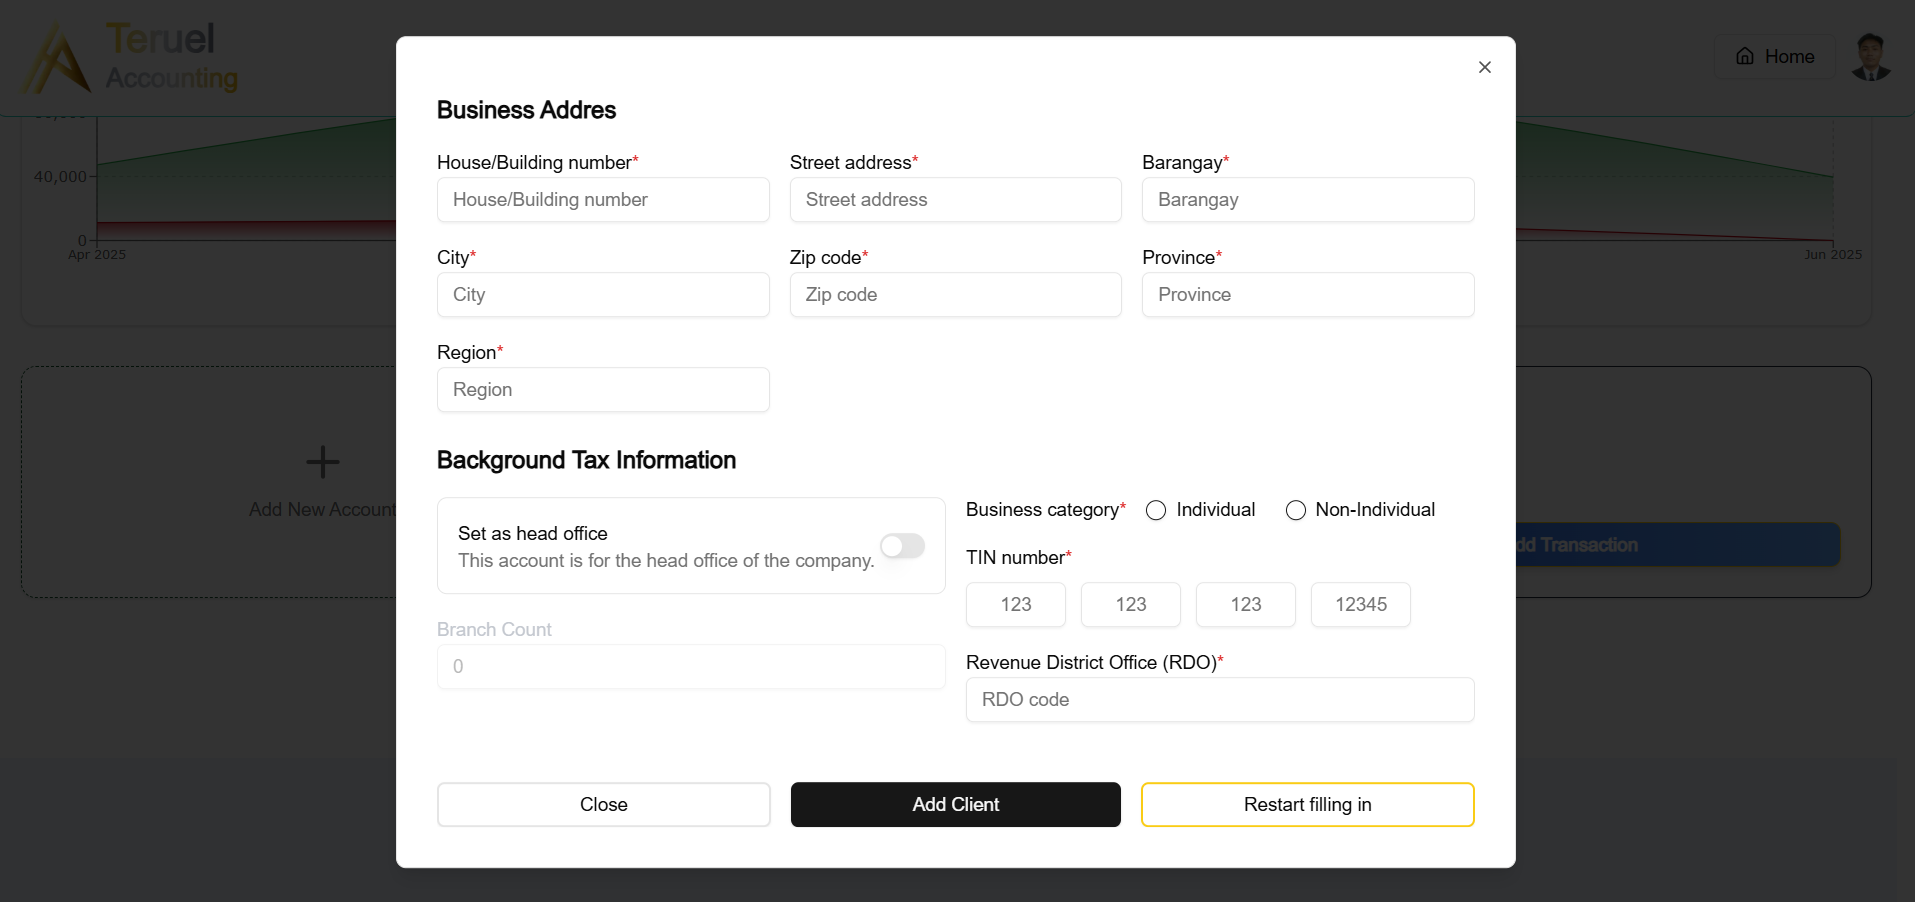 Teruel
Accounting
Home
40,000
0
Apr 2025
Jun 2025
Add New Account
dd Transaction
Business Addres
House/Building number*
Street address*
Barangay*
House/Building number
Street address
Barangay
City*
Zip code*
Province*
City
Zip code
Province
Region*
Region
Background Tax Information
Set as head office
This account is for the head office of the company.
Branch Count
0
Business category*
Individual
Non-Individual
TIN number*
123
123
123
12345
Revenue District Office (RDO)*
RDO code
Close
Add Client
Restart filling in